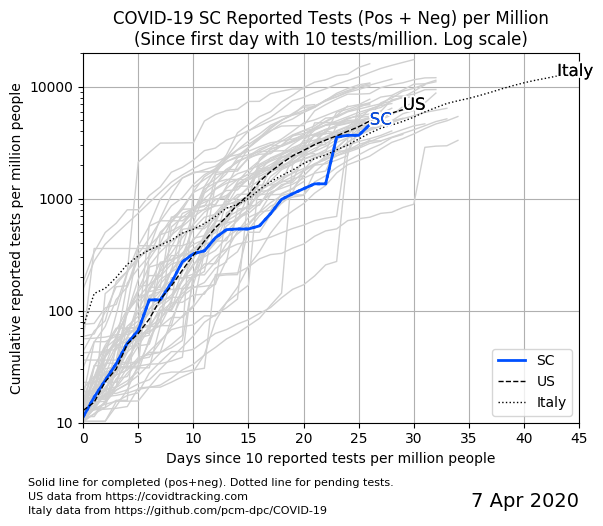 COVID-19 SC Reported Tests (Pos + Neg) per Million
(Since first day with 10 tests/million. Log scale)
Cumulative reported tests per million people
10000
1000
100
10
Italy
US
SC
SC
US
Italy
0 5 10 15 20 25 30 35 40 45
Days since 10 reported tests per million people
Solid line for completed (pos+neg). Dotted line for pending tests.
US data from https://covidtracking.com
Italy data from https://github.com/pcm-dpc/COVID-19
7 Apr 2020